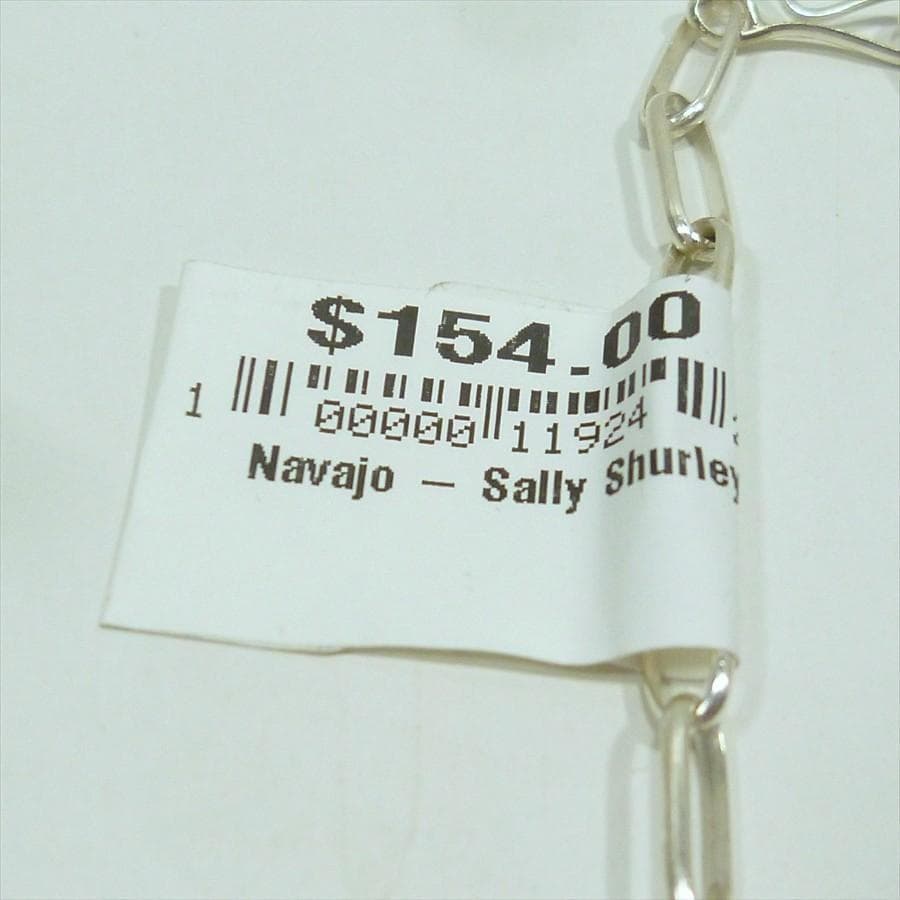 $154.00
1 00000 11924
Navajo - Sally Shurley